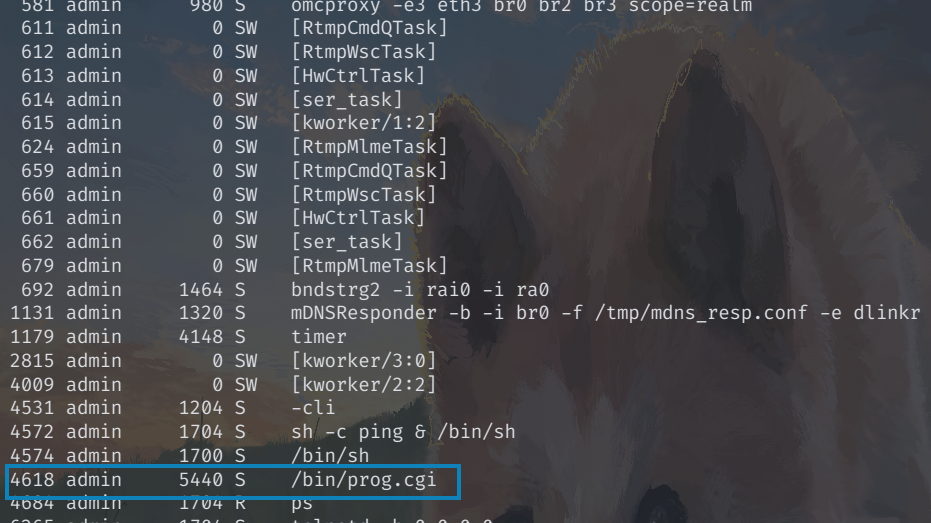 581 admin 980 S omcproxy -e3 eth3 br0 br2 br3 scope=realm
611 admin 0 SW [RtmpCmdQTask]
612 admin 0 SW [RtmpWscTask]
613 admin 0 SW [HwCtrlTask]
614 admin 0 SW [ser_task]
615 admin 0 SW [kworker/1:2]
624 admin 0 SW [RtmpMlmeTask]
659 admin 0 SW [RtmpCmdQTask]
660 admin 0 SW [RtmpWscTask]
661 admin 0 SW [HwCtrlTask]
662 admin 0 SW [ser_task]
679 admin 0 SW [RtmpMlmeTask]
692 admin 1464 S bndstrg2 -i rai0 -i ra0
1131 admin 1320 S mDNSResponder -b -i br0 -f /tmp/mdns_resp.conf -e dlinkr
1179 admin 4148 S timer
2815 admin 0 SW [kworker/3:0]
4009 admin 0 SW [kworker/2:2]
4531 admin 1204 S -cli
4572 admin 1704 S sh -c ping & /bin/sh
4574 admin 1700 S /bin/sh
4618 admin 5440 S /bin/prog.cgi
4684 admin 1704 R ps